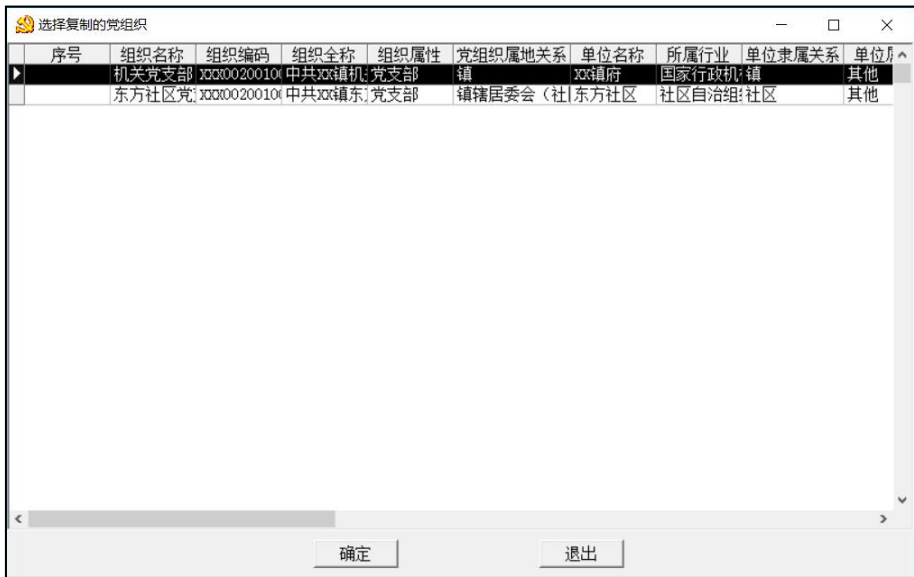 选择复制的党组织
序号 组织名称 组织编码 组织全称 组织属性 党组织属地关系 单位名称 所属行业 单位隶属关系 单位
机关党支部 XXX0020010 中共XX镇机 党支部 镇 XX镇府 国家行政机 镇 其他
东方社区党 XXX0020010 中共XX镇东 党支部 镇辖居委会（社 东方社区 社区自治组 社区 其他
确定 退出